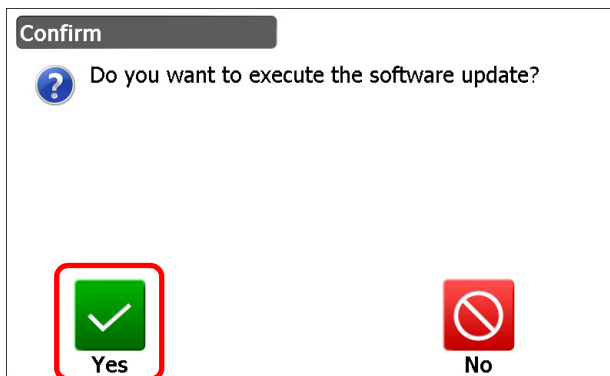 Confirm
Do you want to execute the software update?
Yes
No